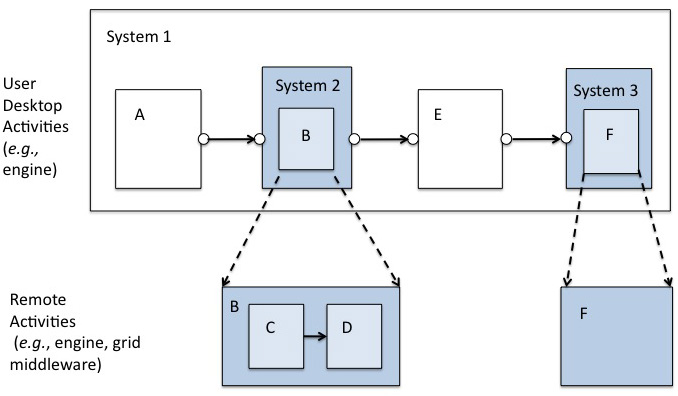 System 1
User
Desktop
Activities
(e.g.,
engine)
A
System 2
B
E
System 3
F
Remote
Activities
(e.g., engine, grid
middleware)
B
C
D
F